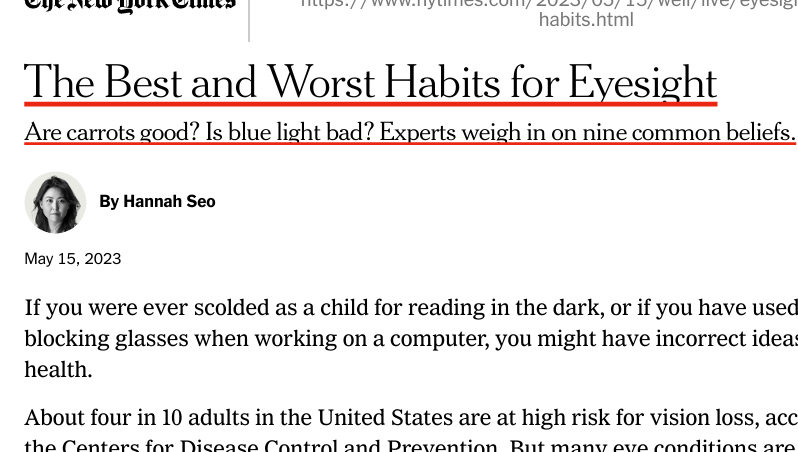 The New York Times
https://www.nytimes.com/2023/05/15/well/live/eyesigh
habits.html
The Best and Worst Habits for Eyesight
Are carrots good? Is blue light bad? Experts weigh in on nine common beliefs.
By Hannah Seo
May 15, 2023
If you were ever scolded as a child for reading in the dark, or if you have used
blocking glasses when working on a computer, you might have incorrect ideas
health.
About four in 10 adults in the United States are at high risk for vision loss, acc
the Centers for Disease Control and Prevention. But many eye conditions are